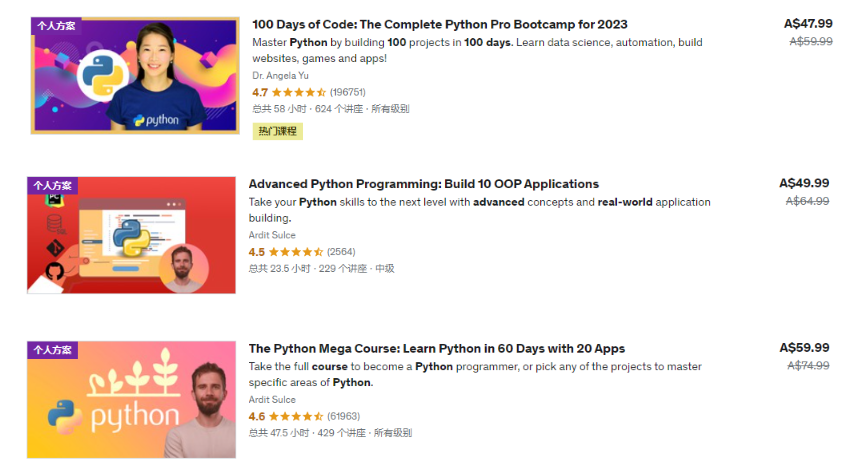 个人方案
100 Days of Code: The Complete Python Pro Bootcamp for 2023
A$47.99
Master Python by building 100 projects in 100 days. Learn data science, automation, build
A$59.99
websites, games and apps!
Dr. Angela Yu
4.7 (196751)
总共 58 小时 · 624 个讲座 · 所有级别
热门课程
python
个人方案
Advanced Python Programming: Build 10 OOP Applications
A$49.99
Take your Python skills to the next level with advanced concepts and real-world application
A$64.99
building.
Ardit Sulce
4.5 (2564)
总共 23.5 小时 · 229 个讲座 · 中级
PC
个人方案
The Python Mega Course: Learn Python in 60 Days with 20 Apps
A$59.99
Take the full course to become a Python programmer, or pick any of the projects to master
A$74.99
specific areas of Python.
Ardit Sulce
4.6 (61963)
总共 47.5 小时 · 429 个讲座 · 所有级别
python